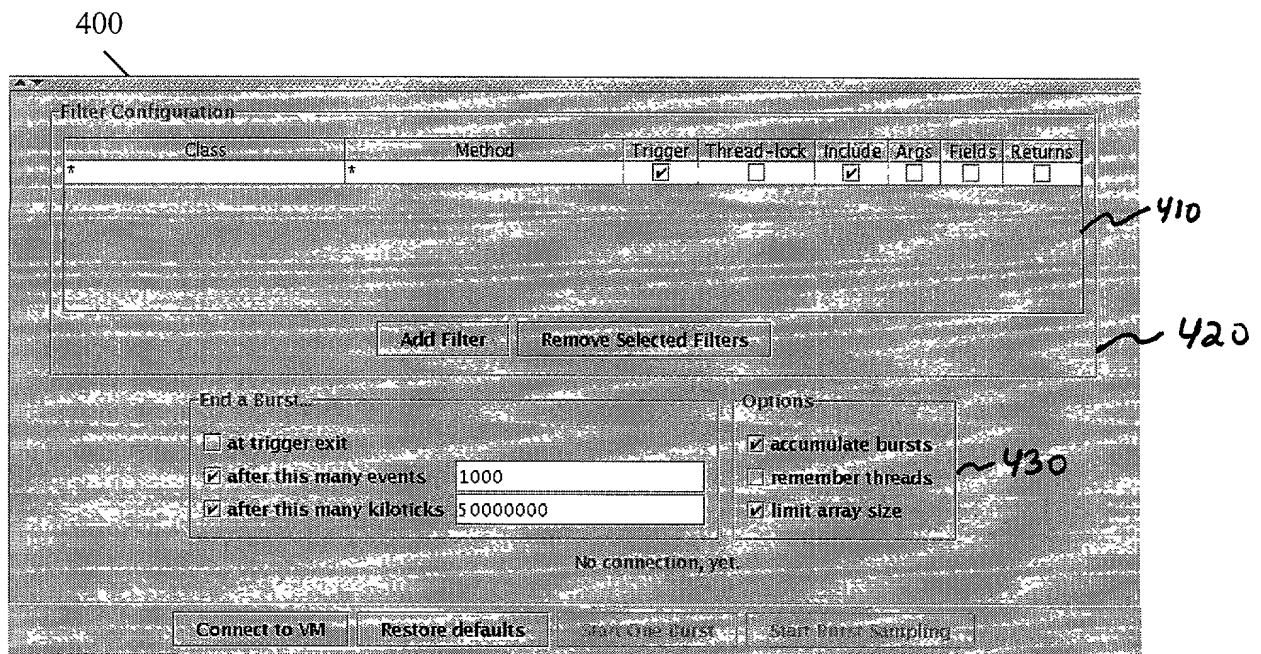 400
Filter Configuration
Class Method Trigger Thread-lock Include Args Fields Returns
* *
410
Add Filter Remove Selected Filters
420
End a Burst... Options
at trigger exit accumulate bursts
after this many events 1000 remember threads
430
after this many kiloticks 50000000 limit array size
No connection, yet.
Connect to VM Restore defaults Start One Burst Start Burst Sampling